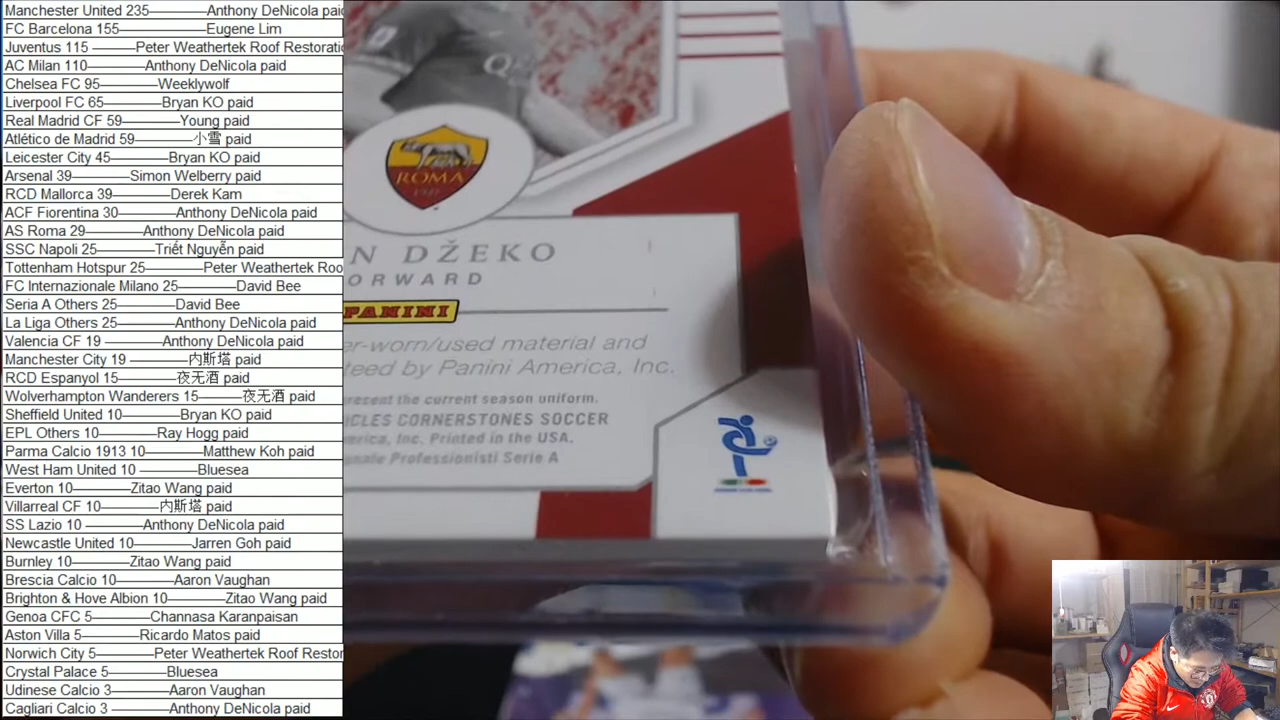 Manchester United 235———Anthony DeNicola paid
FC Barcelona 155————Eugene Lim
Juventus 115 ———Peter Weathertek Roof Restorati
AC Milan 110———Anthony DeNicola paid
Chelsea FC 95———Weeklywolf
Liverpool FC 65———Bryan KO paid
Real Madrid CF 59———Young paid
Atlético de Madrid 59———小雪 paid
Leicester City 45———Bryan KO paid
Arsenal 39———Simon Welberry paid
RCD Mallorca 39———Derek Kam
ACF Fiorentina 30———Anthony DeNicola paid
AS Roma 29———Anthony DeNicola paid
SSC Napoli 25———Triết Nguyễn paid
Tottenham Hotspur 25———Peter Weathertek Roo
FC Internazionale Milano 25———David Bee
Seria A Others 25———David Bee
La Liga Others 25———Anthony DeNicola paid
Valencia CF 19———Anthony DeNicola paid
Manchester City 19———内斯塔 paid
RCD Espanyol 15———夜无酒 paid
Wolverhampton Wanderers 15———夜无酒 paid
Sheffield United 10———Bryan KO paid
EPL Others 10———Ray Hogg paid
Parma Calcio 1913 10———Matthew Koh paid
West Ham United 10 ———Bluesea
Everton 10———Zitao Wang paid
Villarreal CF 10———内斯塔 paid
SS Lazio 10 ———Anthony DeNicola paid
Newcastle United 10———Jarren Goh paid
Burnley 10———Zitao Wang paid
Brescia Calcio 10———Aaron Vaughan
Brighton & Hove Albion 10———Zitao Wang paid
Genoa CFC 5———Channasa Karanpaisan
Aston Villa 5———Ricardo Matos paid
Norwich City 5———Peter Weathertek Roof Restor
Crystal Palace 5———Bluesea
Udinese Calcio 3———Aaron Vaughan
Cagliari Calcio 3 ———Anthony DeNicola paid
ROMA
1927
N DŽEKO
ORWARD
PANINI
er-worn/used material and
teed by Panini America, Inc.
present the current season uniform.
ICLES CORNERSTONES SOCCER
erica, Inc. Printed in the USA.
nale Professionisti Serie A